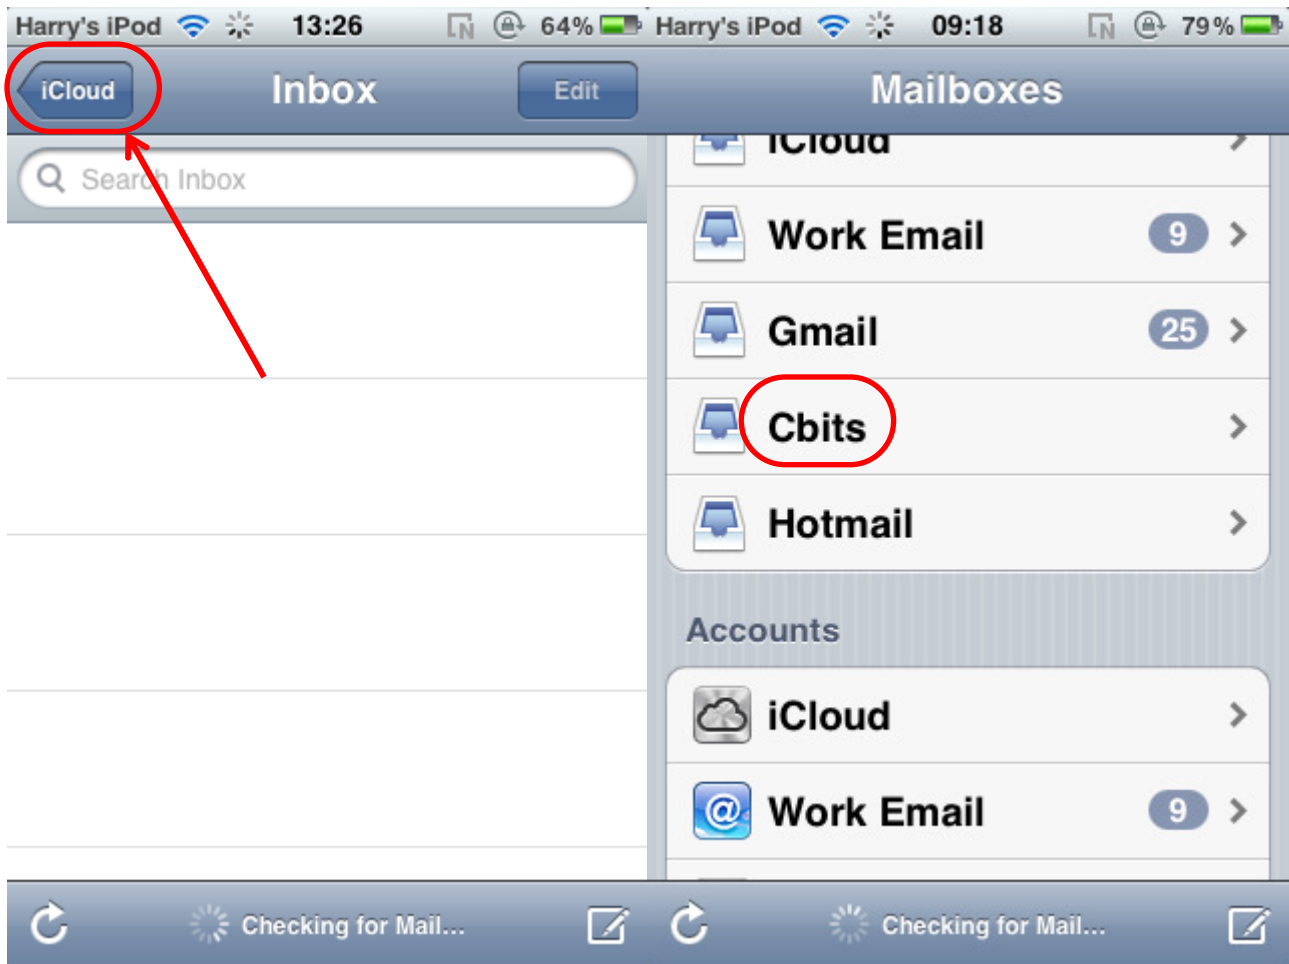 Harry's iPod 13:26 64%
iCloud Inbox Edit
Search Inbox
Checking for Mail...
Harry's iPod 09:18 79%
Mailboxes
iCloud
Work Email 9
Gmail 25
Cbits
Hotmail
Accounts
iCloud
Work Email 9
Checking for Mail...